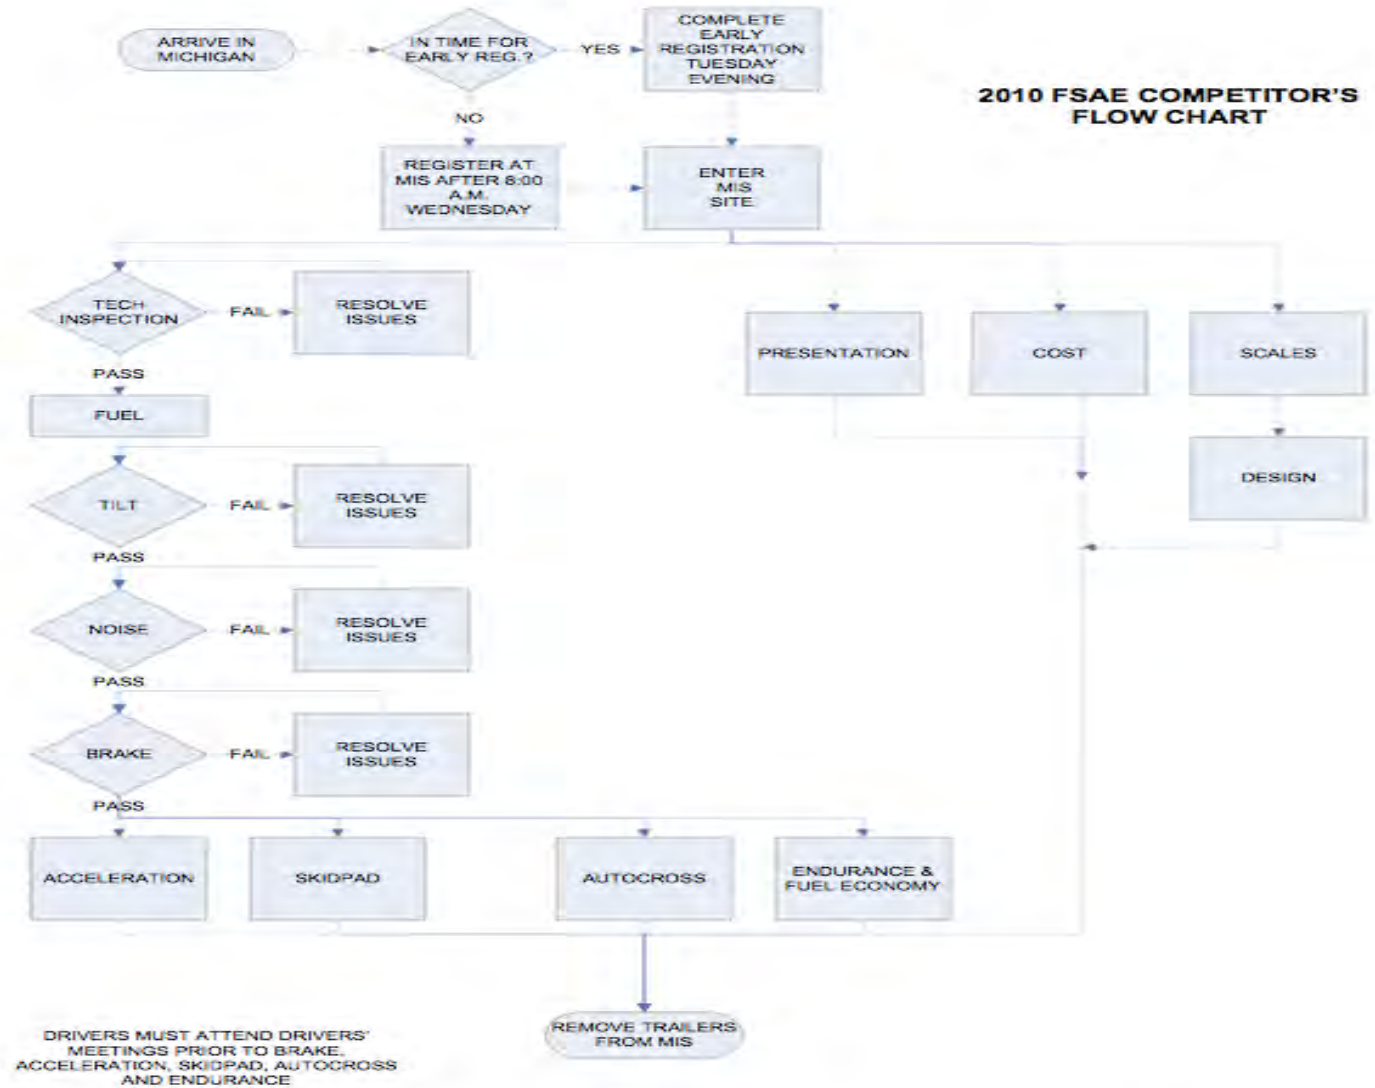 ARRIVE IN
MICHIGAN
IN TIME FOR
EARLY REG.?
YES
COMPLETE
EARLY
REGISTRATION
TUESDAY
EVENING
2010 FSAE COMPETITOR'S
FLOW CHART
NO
REGISTER AT
MIS AFTER 8:00
A.M.
WEDNESDAY
ENTER
MIS
SITE
TECH
INSPECTION
FAIL
RESOLVE
ISSUES
PRESENTATION
COST
SCALES
PASS
FUEL
DESIGN
TILT
FAIL
RESOLVE
ISSUES
PASS
NOISE
FAIL
RESOLVE
ISSUES
PASS
BRAKE
FAIL
RESOLVE
ISSUES
PASS
ACCELERATION
SKIDPAD
AUTOCROSS
ENDURANCE &
FUEL ECONOMY
REMOVE TRAILERS
FROM MIS
DRIVERS MUST ATTEND DRIVERS'
MEETINGS PRIOR TO BRAKE,
ACCELERATION, SKIDPAD, AUTOCROSS
AND ENDURANCE